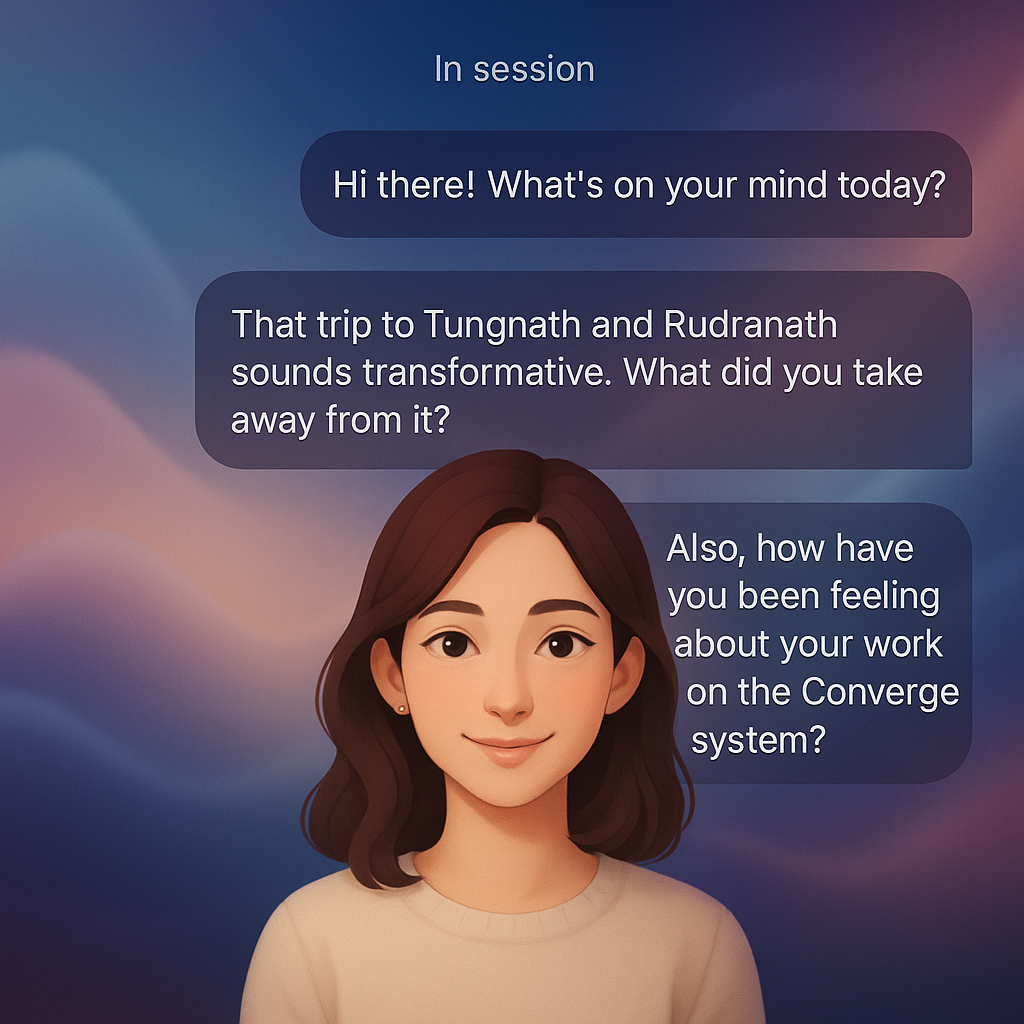 In session
Hi there! What's on your mind today?
That trip to Tungnath and Rudranath
sounds transformative. What did you take
away from it?
Also, how have
you been feeling
about your work
on the Converge
system?